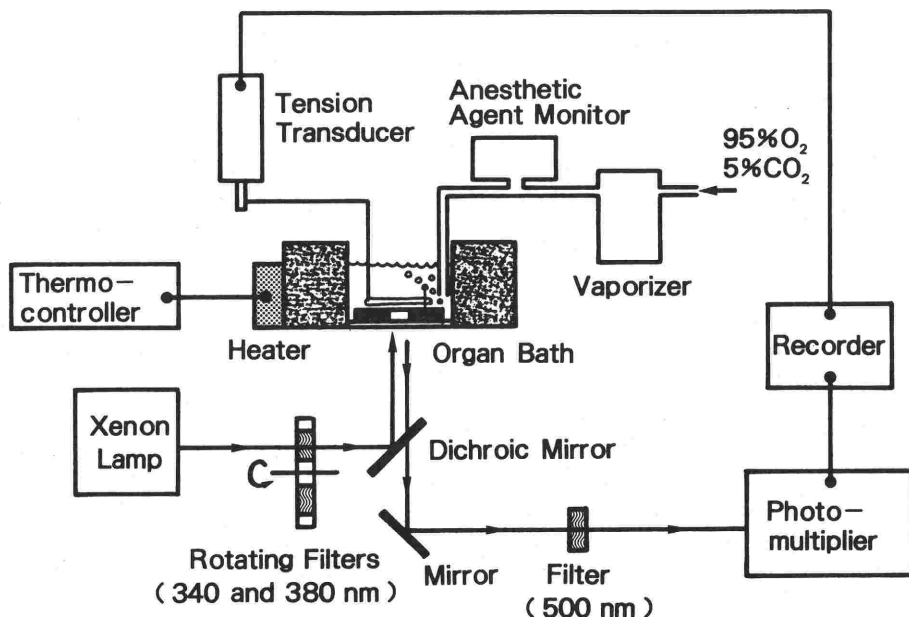 Tension
Transducer
Anesthetic
Agent Monitor
95%O₂
5%CO₂
Vaporizer
Thermo-
controller
Heater
Organ Bath
Recorder
Xenon
Lamp
Dichroic Mirror
Rotating Filters
(340 and 380 nm)
Mirror
Filter
(500 nm)
Photo-
multiplier